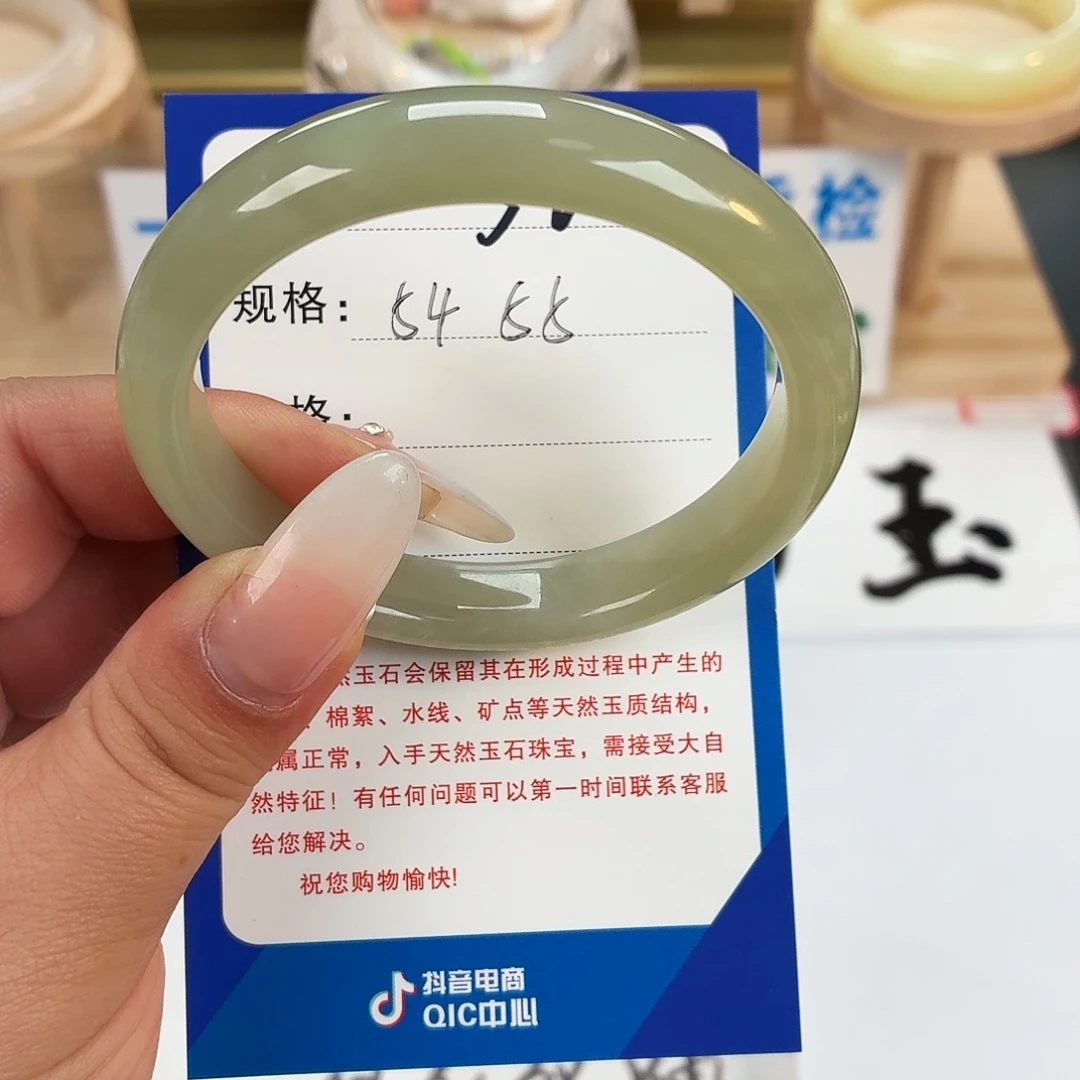 检
规格：54 55
格：
玉
然玉石会保留其在形成过程中产生的
棉絮、水线、矿点等天然玉质结构，
属正常，入手天然玉石珠宝，需接受大自
然特征！有任何问题可以第一时间联系客服
给您解决。
祝您购物愉快!
抖音电商
QIC中心